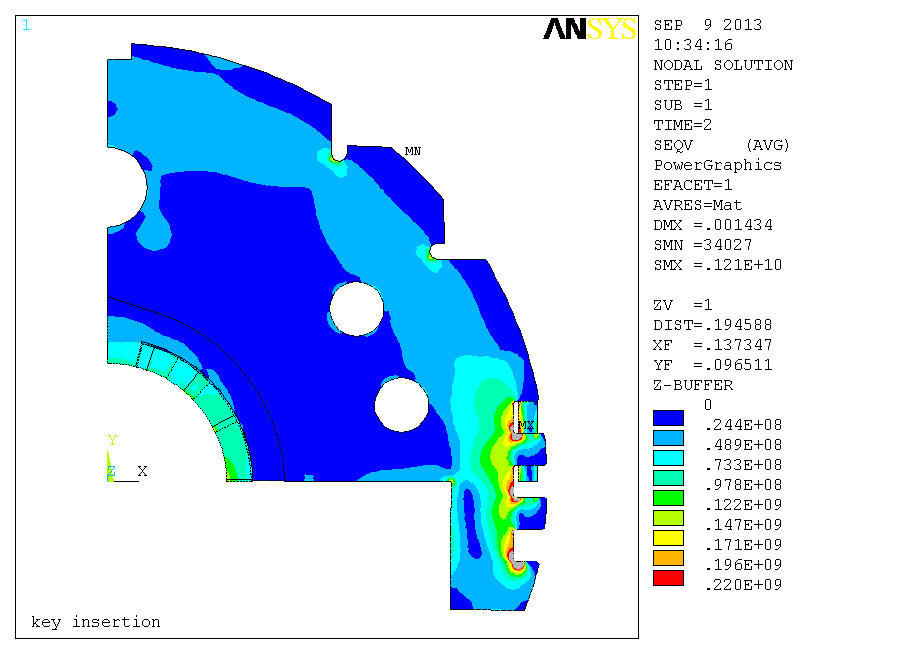 1
ANSYS
MN
MX
Y
Z X
key insertion
SEP 9 2013
10:34:16
NODAL SOLUTION
STEP=1
SUB =1
TIME=2
SEQV (AVG)
PowerGraphics
EFACET=1
AVRES=Mat
DMX =.001434
SMN =34027
SMX =.121E+10
ZV =1
DIST=.194588
XF =.137347
YF =.096511
Z-BUFFER
0
.244E+08
.489E+08
.733E+08
.978E+08
.122E+09
.147E+09
.171E+09
.196E+09
.220E+09